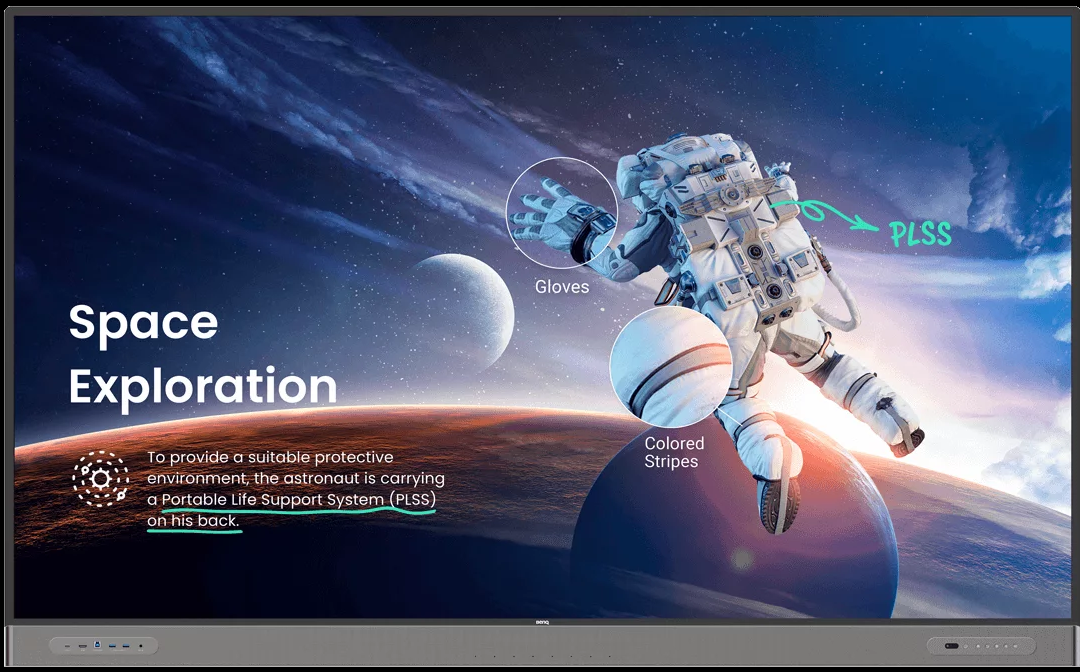 Space
Exploration
To provide a suitable protective
environment, the astronaut is carrying
a Portable Life Support System (PLSS)
on his back.
Gloves
Colored
Stripes
PLSS
BenQ